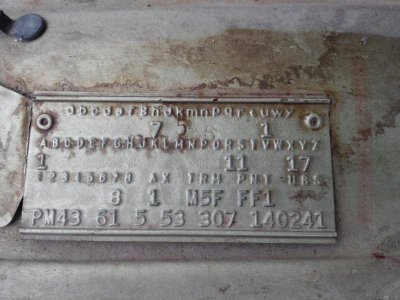 abcdefghjkmnpqrtuwy
7 5 1
ABCDEFGHJKLMNPQRSTVWXYZ
1 11 17
12345678 AX TRM PNT UBS
8 1 M5F FF1
PM43 61 5 53 307 140241